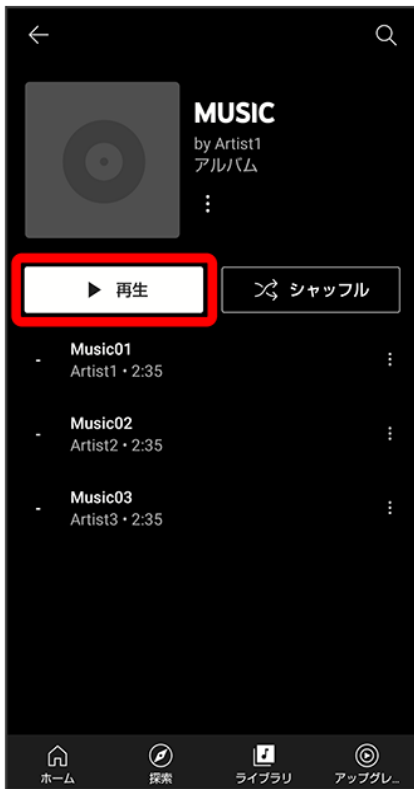 MUSIC
by Artist1
アルバム
再生
シャッフル
- Music01
Artist1 • 2:35
- Music02
Artist2 • 2:35
- Music03
Artist3 • 2:35
ホーム
探索
ライブラリ
アップグレ...